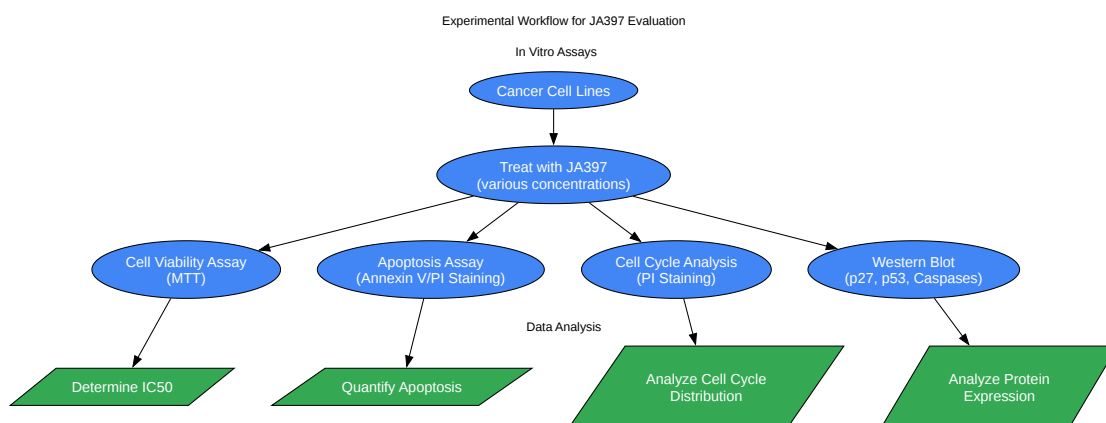 Experimental Workflow for JA397 Evaluation
In Vitro Assays
Cancer Cell Lines
Treat with JA397
(various concentrations)
Cell Viability Assay
(MTT)
Apoptosis Assay
(Annexin V/PI Staining)
Cell Cycle Analysis
(PI Staining)
Western Blot
(p27, p53, Caspases)
Data Analysis
Determine IC50
Quantify Apoptosis
Analyze Cell Cycle
Distribution
Analyze Protein
Expression